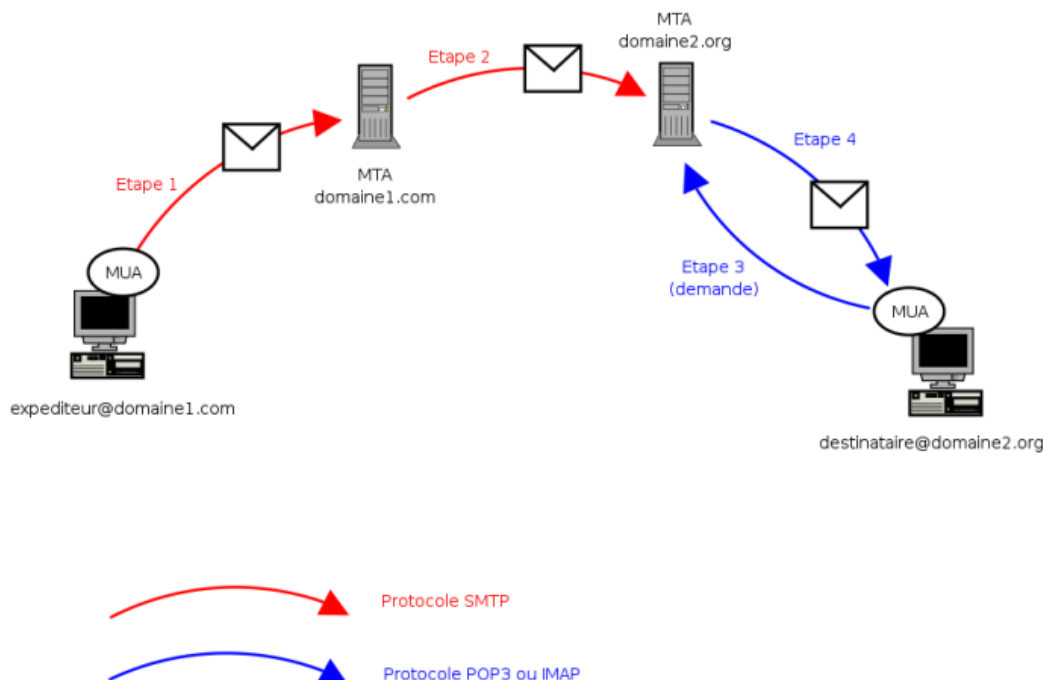 MTA
domaine2.org
Etape 2
MTA
domaine1.com
Etape 1
Etape 4
MUA
Etape 3
(demande)
MUA
expediteur@domaine1.com
destinataire@domaine2.org
Protocole SMTP
Protocole POP3 ou IMAP